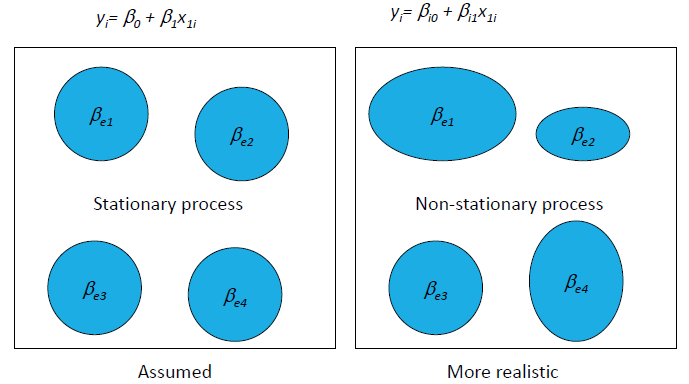 yᵢ= β₀ + β₁x₁ᵢ
yᵢ= βᵢ₀ + βᵢ₁x₁ᵢ
βe1
βe2
βe1
βe2
Stationary process
Non-stationary process
βe3
βe4
βe3
βe4
Assumed
More realistic